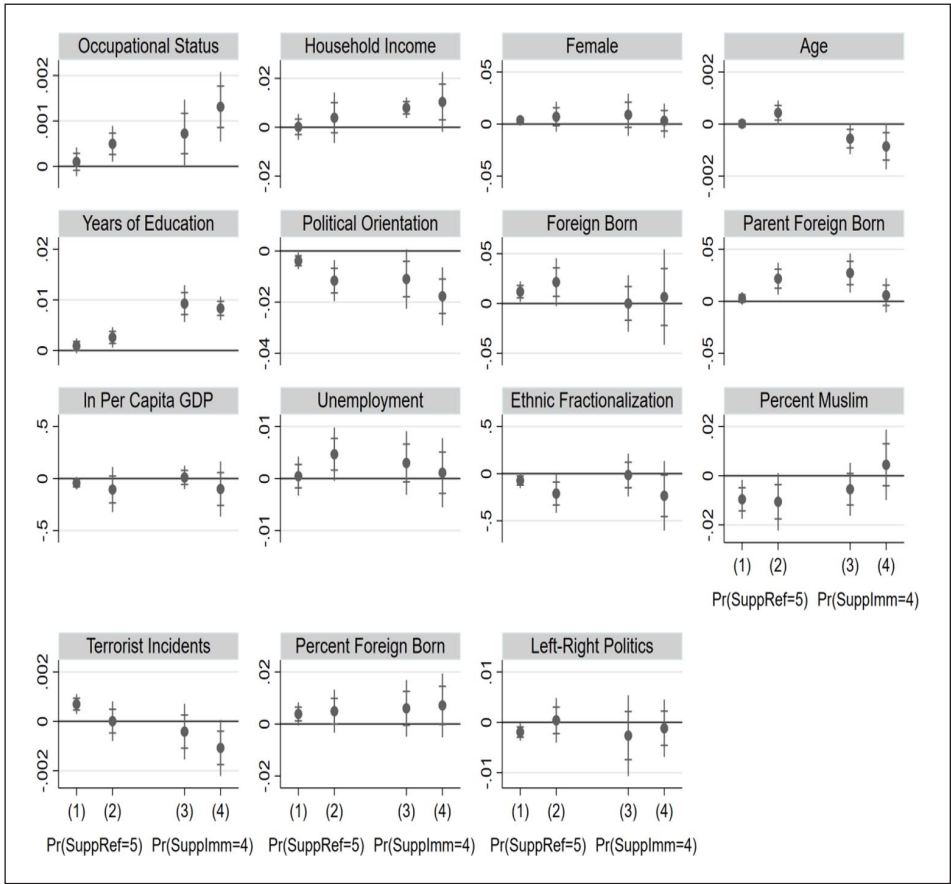 Occupational Status
Household Income
Female
Age
.002
.001
0
.02
0
-.02
.05
0
-.05
.002
0
-.002
Years of Education
Political Orientation
Foreign Born
Parent Foreign Born
.02
.01
0
0
-.02
-.04
.05
0
-.05
.05
0
-.05
ln Per Capita GDP
Unemployment
Ethnic Fractionalization
Percent Muslim
.5
0
-.5
.01
0
-.01
.5
0
-.5
.02
0
-.02
(1) (2) (3) (4)
Pr(SuppRef=5) Pr(SuppImm=4)
Terrorist Incidents
Percent Foreign Born
Left-Right Politics
.002
0
-.002
.02
0
-.02
.01
0
-.01
(1) (2) (3) (4) (1) (2) (3) (4) (1) (2) (3) (4)
Pr(SuppRef=5) Pr(SuppImm=4) Pr(SuppRef=5) Pr(SuppImm=4) Pr(SuppRef=5) Pr(SuppImm=4)